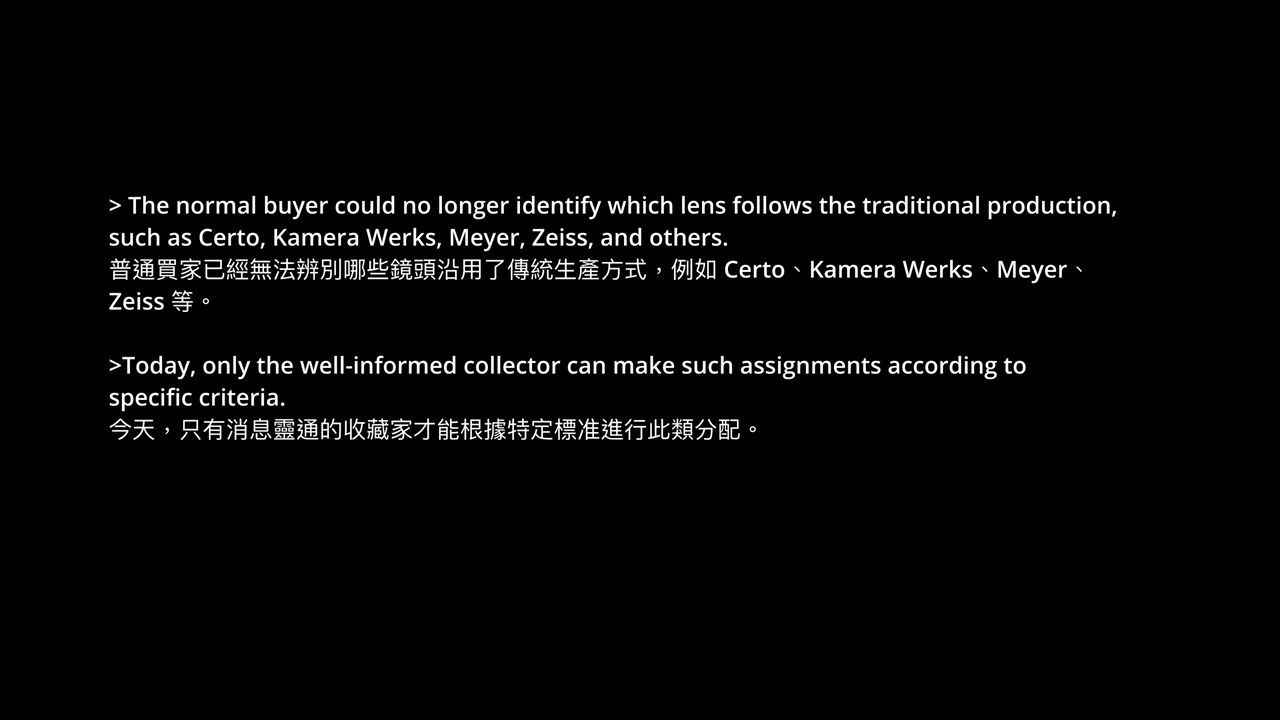 > The normal buyer could no longer identify which lens follows the traditional production,
such as Certo, Kamera Werks, Meyer, Zeiss, and others.
普通買家已經無法辨別哪些鏡頭沿用了傳統生產方式，例如 Certo、Kamera Werks、Meyer、
Zeiss 等。
>Today, only the well-informed collector can make such assignments according to
specific criteria.
今天，只有消息靈通的收藏家才能根據特定標准進行此類分配。